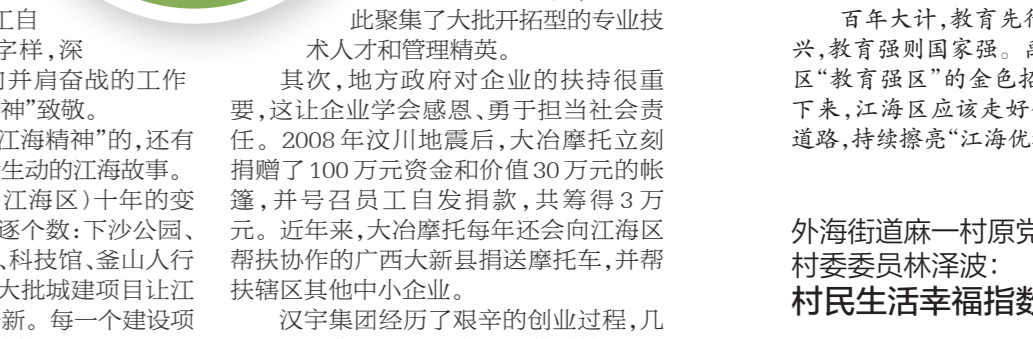 工自
字样,深
并肩奋战的工作
神”致敬。
江海精神”的,还有
生动的江海故事。
江海区)十年的变
逐个数:下沙公园、
、科技馆、釜山人行
大批城建项目让江
新。每一个建设项
此聚集了大批开拓型的专业技
术人才和管理精英。
其次,地方政府对企业的扶持很重
要,这让企业学会感恩、勇于担当社会责
任。2008年汶川地震后,大冶摩托立刻
捐赠了100万元资金和价值30万元的帐
篷,并号召员工自发捐款,共筹得3万
元。近年来,大冶摩托每年还会向江海区
帮扶协作的广西大新县捐送摩托车,并帮
扶辖区其他中小企业。
汉宇集团经历了艰辛的创业过程,几
百年大计,教育先
兴,教育强则国家强。
区“教育强区”的金色招
下来,江海区应该走好
道路,持续擦亮“江海优
外海街道麻一村原党
村委委员林泽波:
村民生活幸福指数